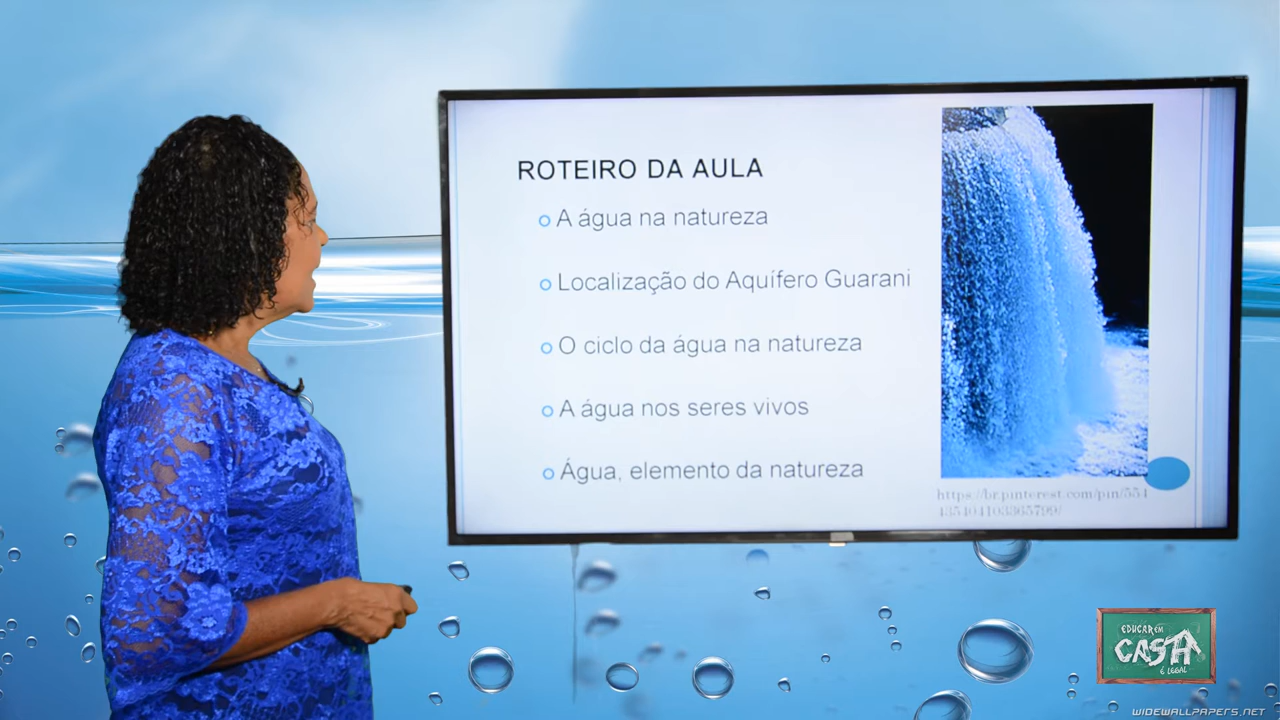 ROTEIRO DA AULA
A água na natureza
Localização do Aquífero Guarani
O ciclo da água na natureza
A água nos seres vivos
Água, elemento da natureza
https://br.pinterest.com/pin/554
435404103365799/
EDUCAR EM
CASA
É LEGAL
WIDEWALLPAPERS.NET